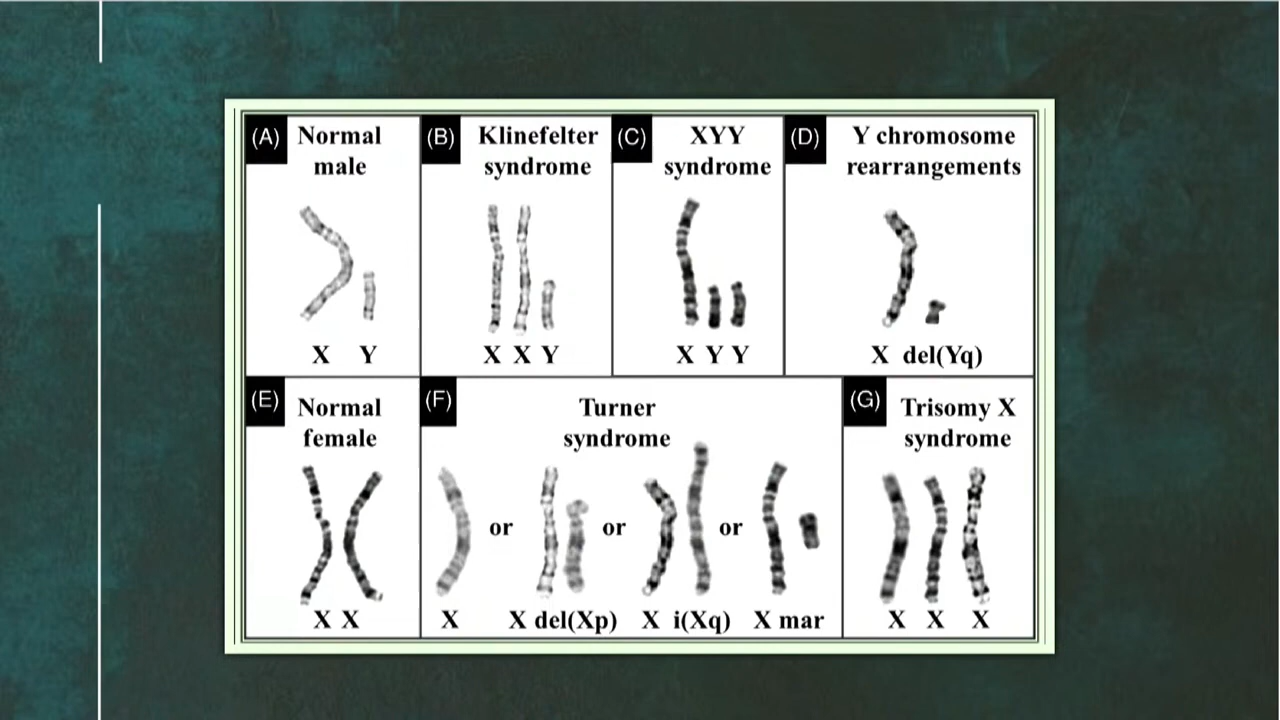 (A) Normal male
X Y
(B) Klinefelter syndrome
X X Y
(C) XYY syndrome
X Y Y
(D) Y chromosome rearrangements
X del(Yq)
(E) Normal female
X X
(F) Turner syndrome
or or or
X X del(Xp) X i(Xq) X mar
(G) Trisomy X syndrome
X X X